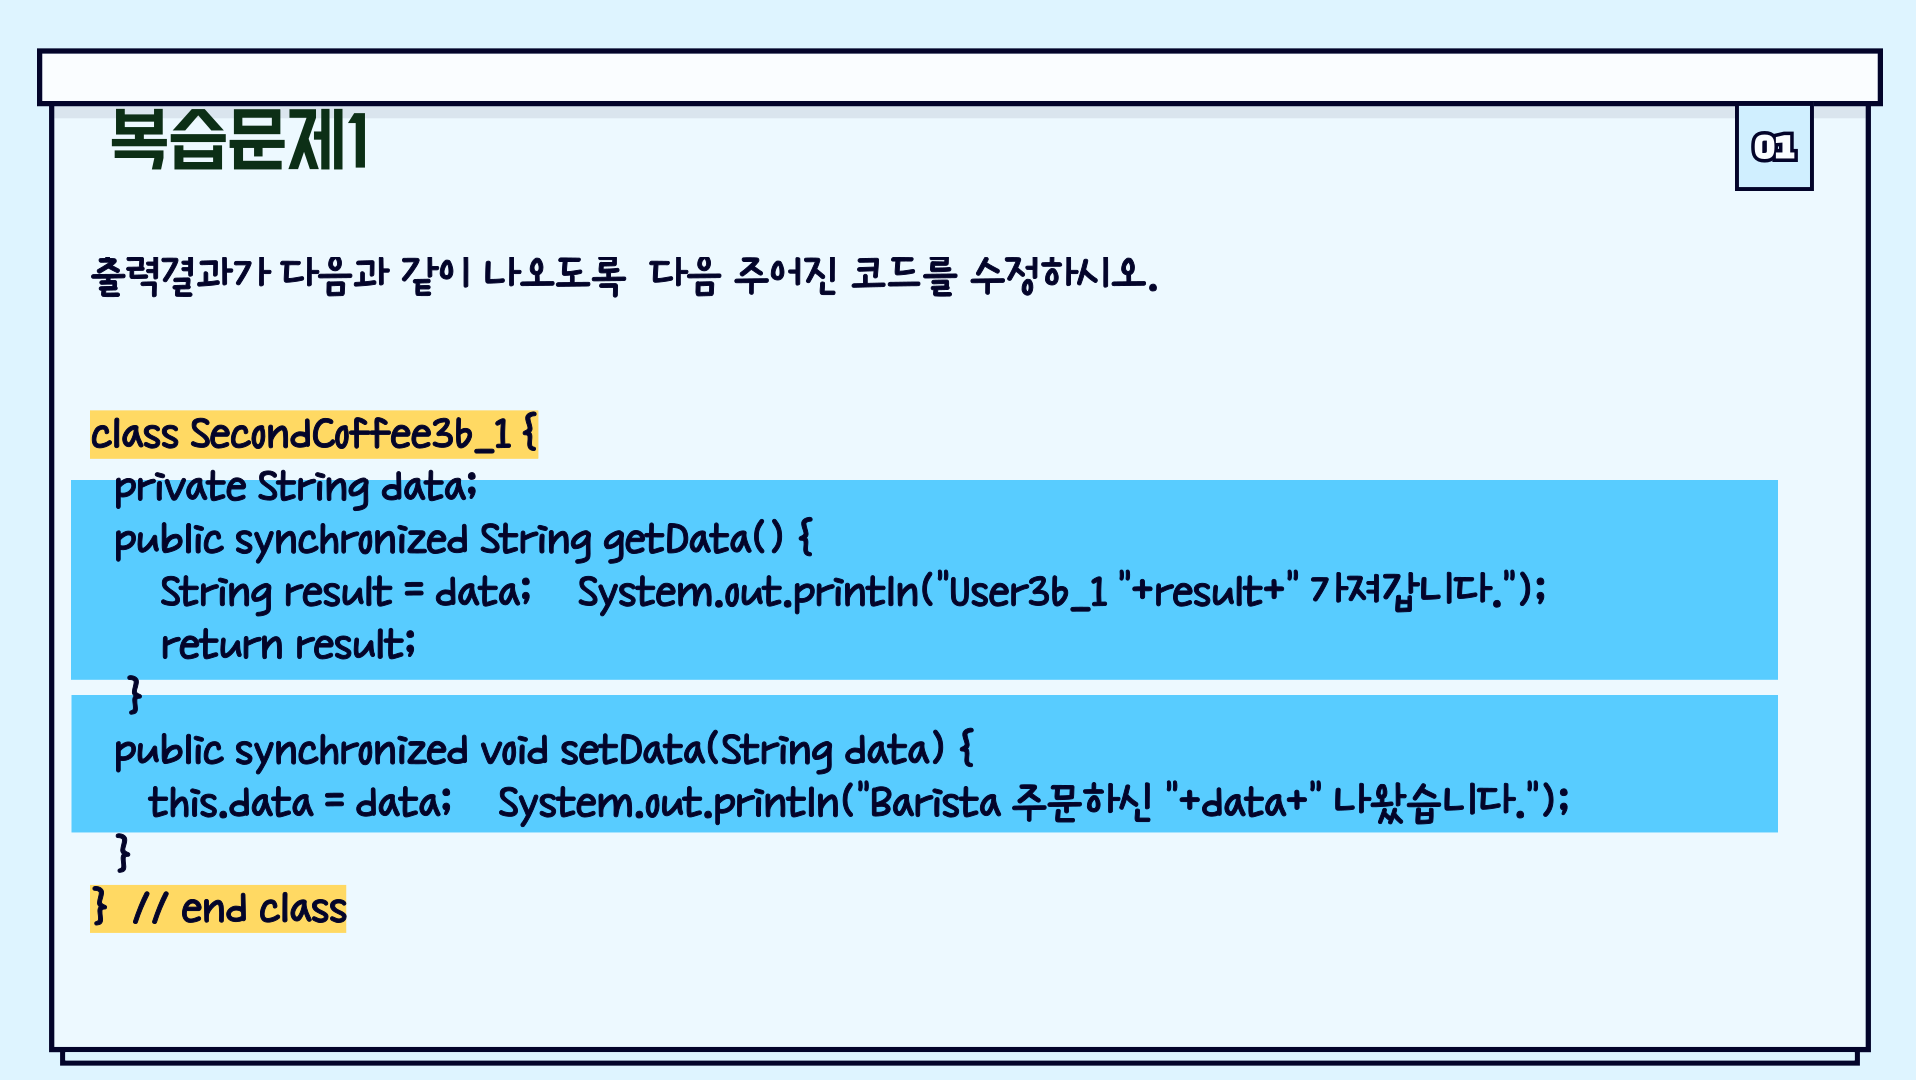 복습문제1
01
출력결과가 다음과 같이 나오도록  다음 주어진 코드를 수정하시오.
class SecondCoffee3b_1 {
private String data;
public synchronized String getData() {
String result = data;    System.out.println("User3b_1 "+result+" 가져갑니다.");
return result;
}
public synchronized void setData(String data) {
this.data = data;    System.out.println("Barista 주문하신 "+data+" 나왔습니다.");
}
}  // end class